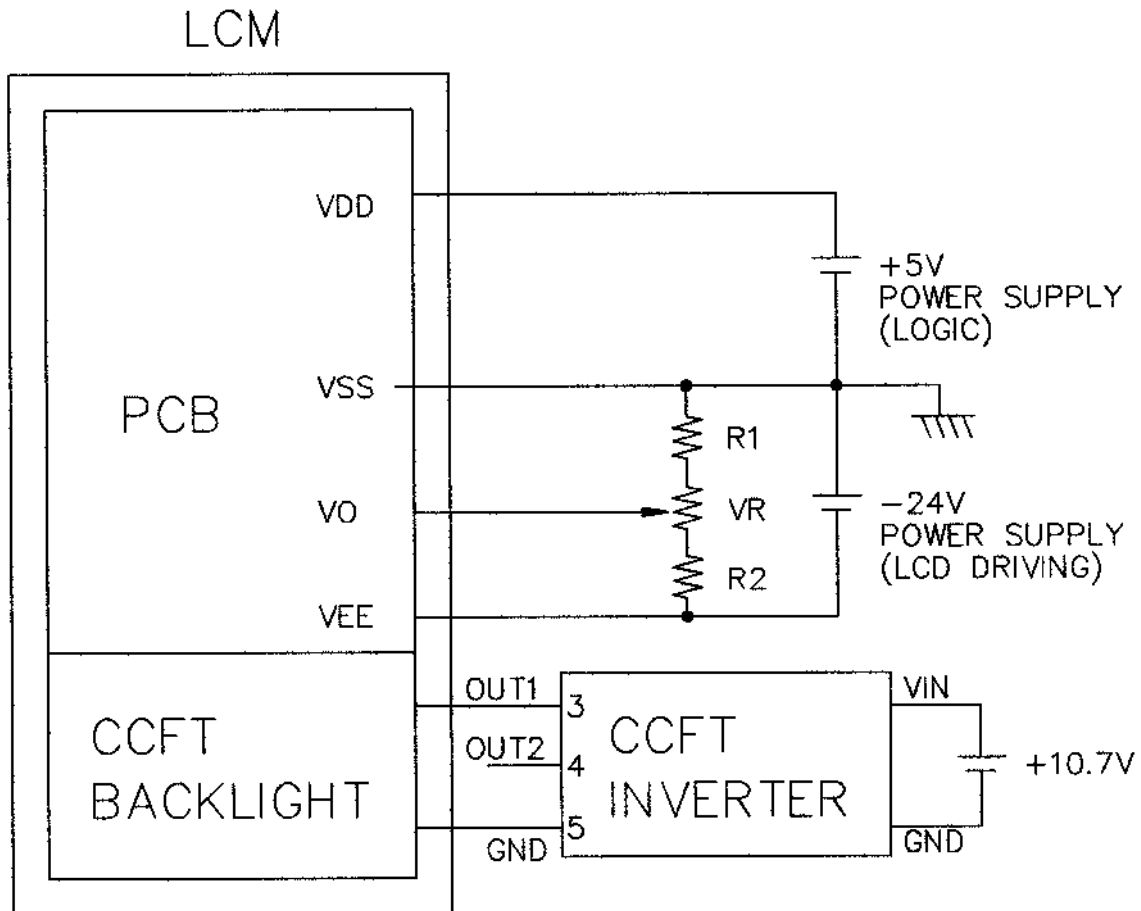 LCM
VDD
+5V
POWER SUPPLY
(LOGIC)
VSS
PCB
R1
VO
VR
-24V
POWER SUPPLY
(LCD DRIVING)
R2
VEE
OUT1
3
VIN
CCFT
BACKLIGHT
OUT2
4
CCFT
INVERTER
+10.7V
5
GND
GND